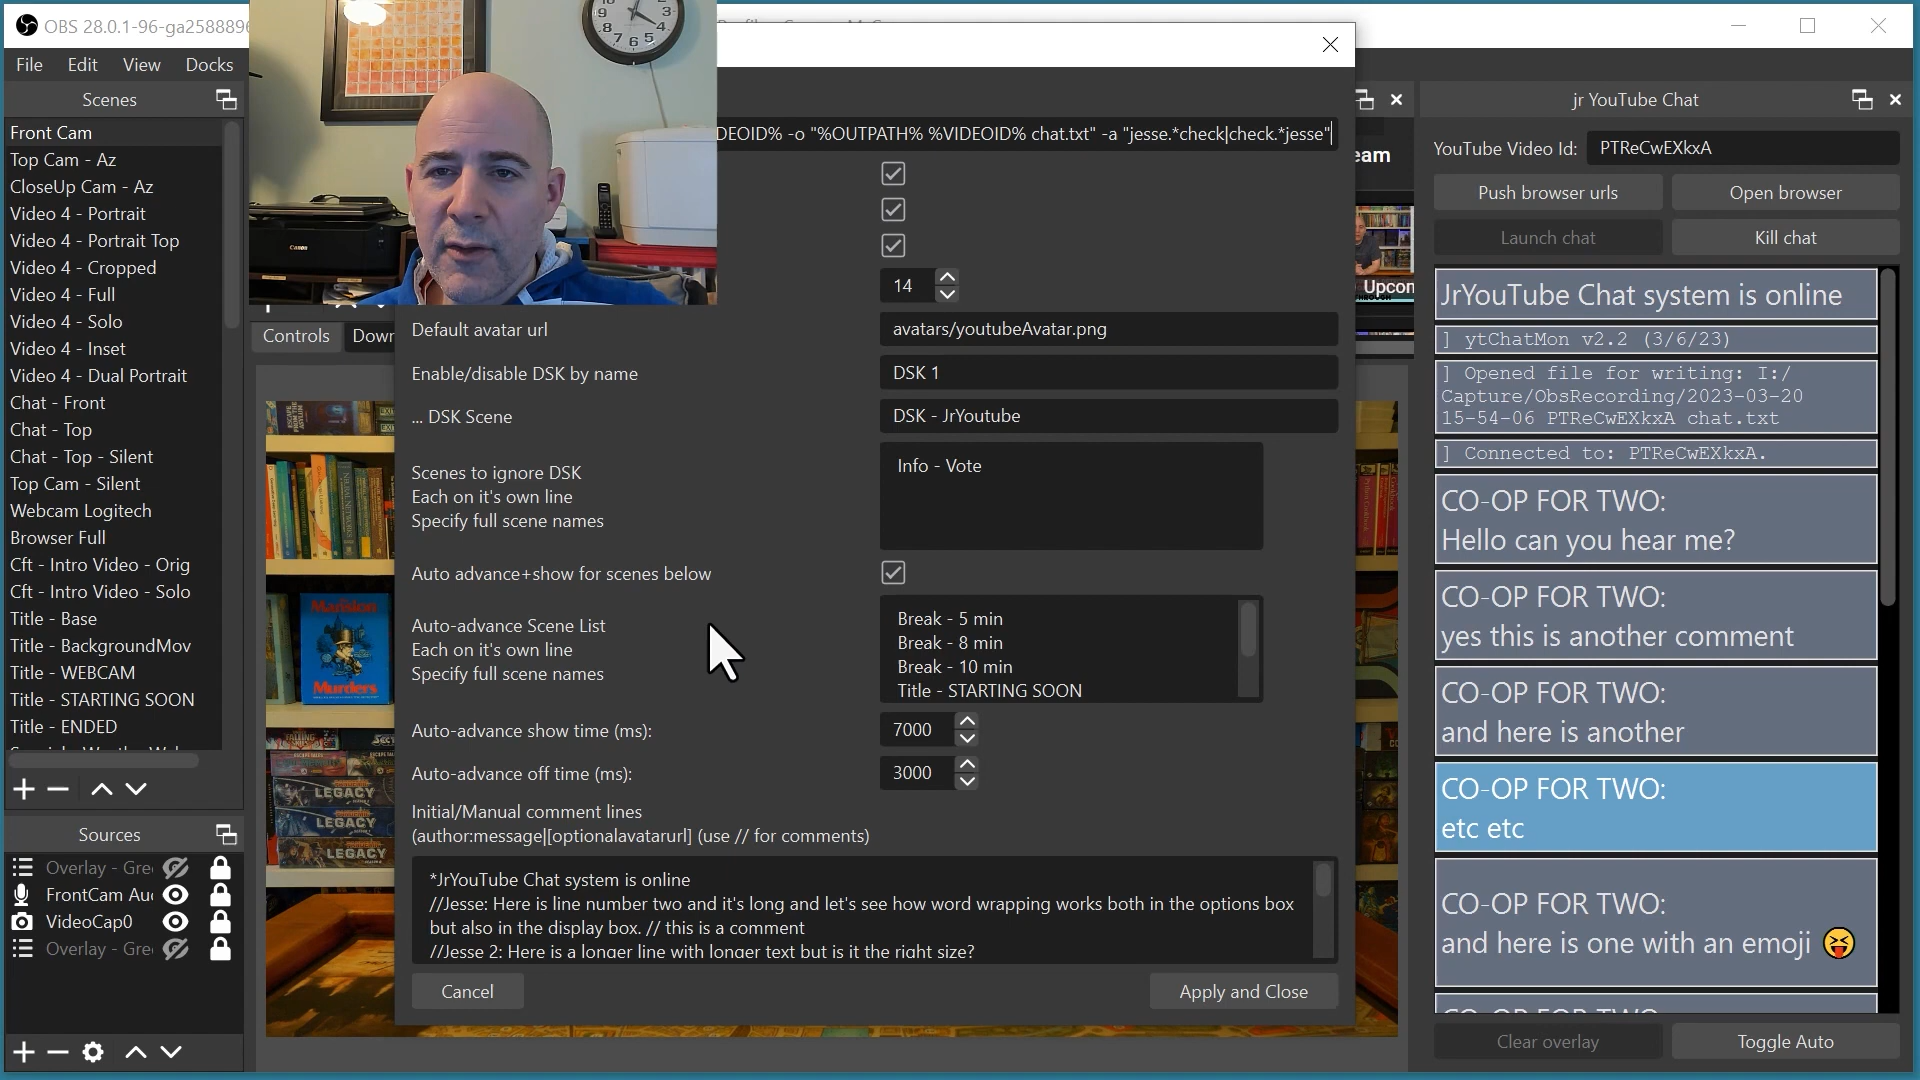 OBS 28.0.1-96-ga2588896
File Edit View Docks
Scenes
Front Cam
Top Cam - Az
CloseUp Cam - Az
Video 4 - Portrait
Video 4 - Portrait Top
Video 4 - Cropped
Video 4 - Full
Video 4 - Solo
Video 4 - Inset
Video 4 - Dual Portrait
Chat - Front
Chat - Top
Chat - Top - Silent
Top Cam - Silent
Webcam Logitech
Browser Full
Cft - Intro Video - Orig
Cft - Intro Video - Solo
Title - Base
Title - BackgroundMov
Title - WEBCAM
Title - STARTING SOON
Title - ENDED
Sources
Overlay - Gre
FrontCam Au
VideoCap0
Overlay - Gre
Controls
Dow
Canon
Mansion
Murders
LEGACY
LEGACY
LEGACY
DEOID% -o "%OUTPATH% %VIDEOID% chat.txt" -a "jesse.*check|check.*jesse"
14
Default avatar url
avatars/youtubeAvatar.png
Enable/disable DSK by name
DSK 1
... DSK Scene
DSK - JrYoutube
Scenes to ignore DSK
Each on it's own line
Specify full scene names
Info - Vote
Auto advance+show for scenes below
Auto-advance Scene List
Each on it's own line
Specify full scene names
Break - 5 min
Break - 8 min
Break - 10 min
Title - STARTING SOON
Auto-advance show time (ms):
7000
Auto-advance off time (ms):
3000
Initial/Manual comment lines
(author:message|[optionalavatarurl] (use // for comments)
*JrYouTube Chat system is online
//Jesse: Here is line number two and it's long and let's see how word wrapping works both in the options box
but also in the display box. // this is a comment
//Jesse 2: Here is a longer line with longer text but is it the right size?
Cancel
Apply and Close
eam
Upcon
jr YouTube Chat
YouTube Video Id:
PTReCwEXkxA
Push browser urls
Open browser
Launch chat
Kill chat
JrYouTube Chat system is online
] ytChatMon v2.2 (3/6/23)
] Opened file for writing: I:/
Capture/ObsRecording/2023-03-20
15-54-06 PTReCwEXkxA chat.txt
] Connected to: PTReCwEXkxA.
CO-OP FOR TWO:
Hello can you hear me?
CO-OP FOR TWO:
yes this is another comment
CO-OP FOR TWO:
and here is another
CO-OP FOR TWO:
etc etc
CO-OP FOR TWO:
and here is one with an emoji 😝
Clear overlay
Toggle Auto